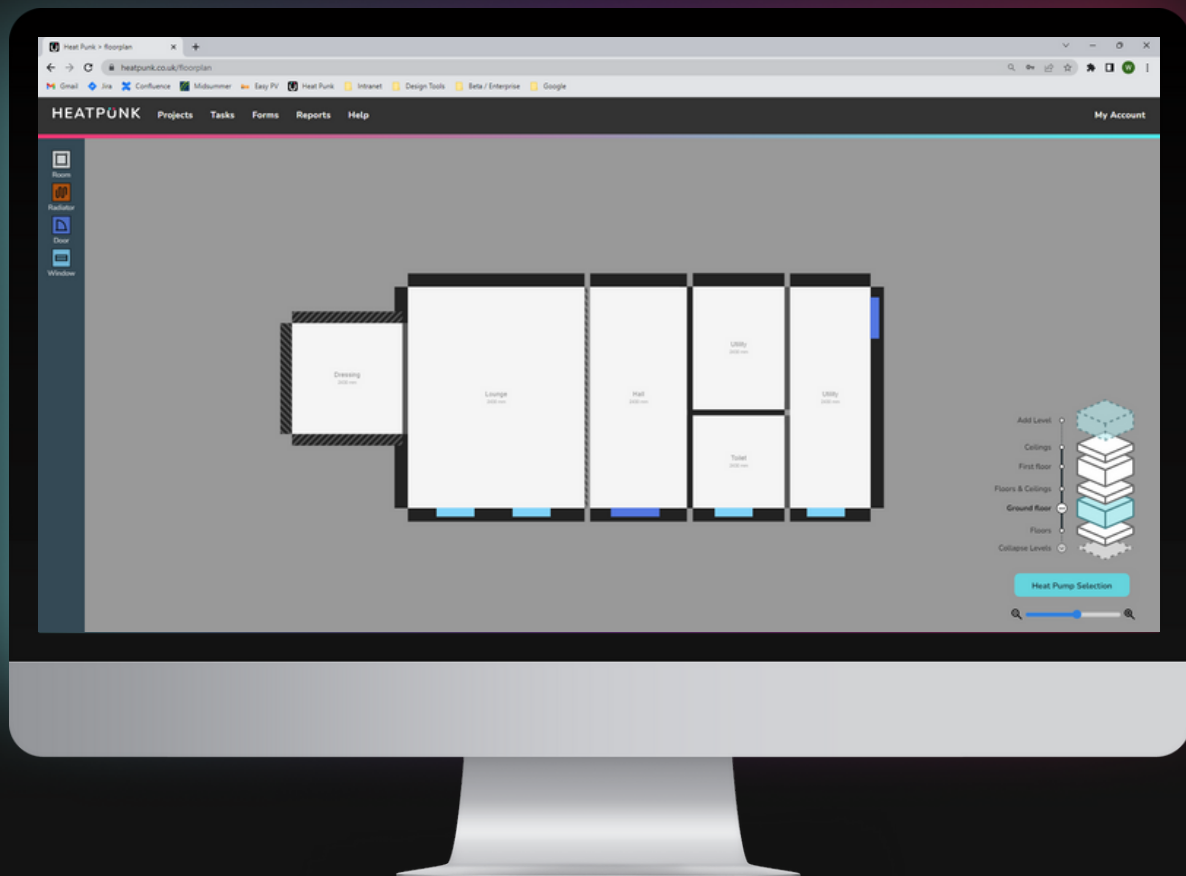 Heat Punk > floorplan
heatpunk.co.uk/floorplan
Gmail Jira Confluence Midsummer Easy PV Heat Punk Intranet Design Tools Beta / Enterprise Google
W
HEATPUNK Projects Tasks Forms Reports Help My Account
Room
Radiator
Door
Window
Dressing
Lounge
Hall
Utility
Toilet
Utility
Add Level
Ceilings
First floor
Floors & Ceilings
Ground floor
Floors
Collapse Levels
Heat Pump Selection